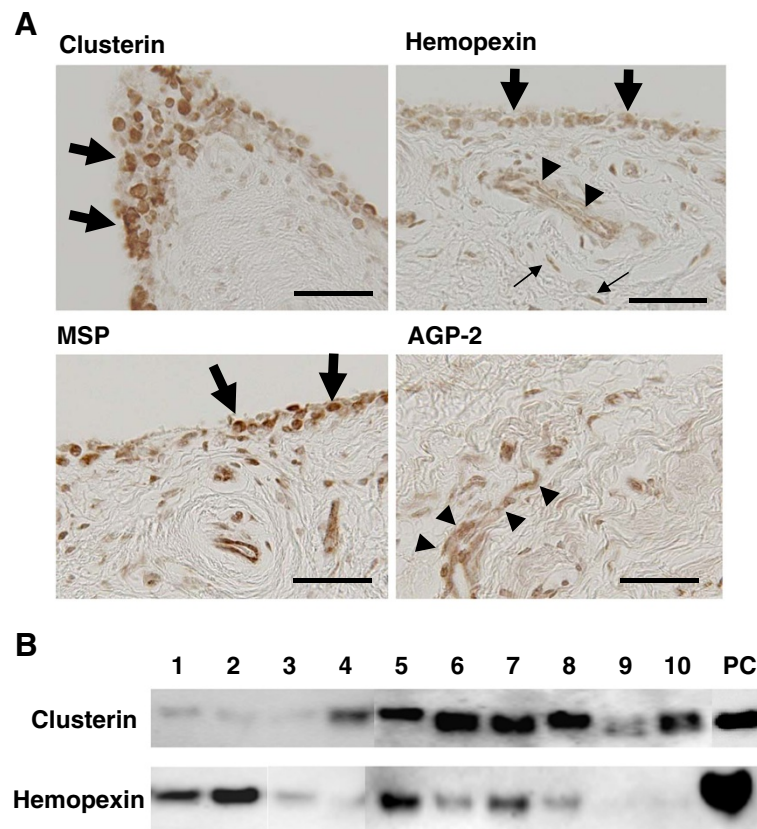 A
Clusterin
Hemopexin
MSP
AGP-2
B
1 2 3 4 5 6 7 8 9 10 PC
Clusterin
Hemopexin